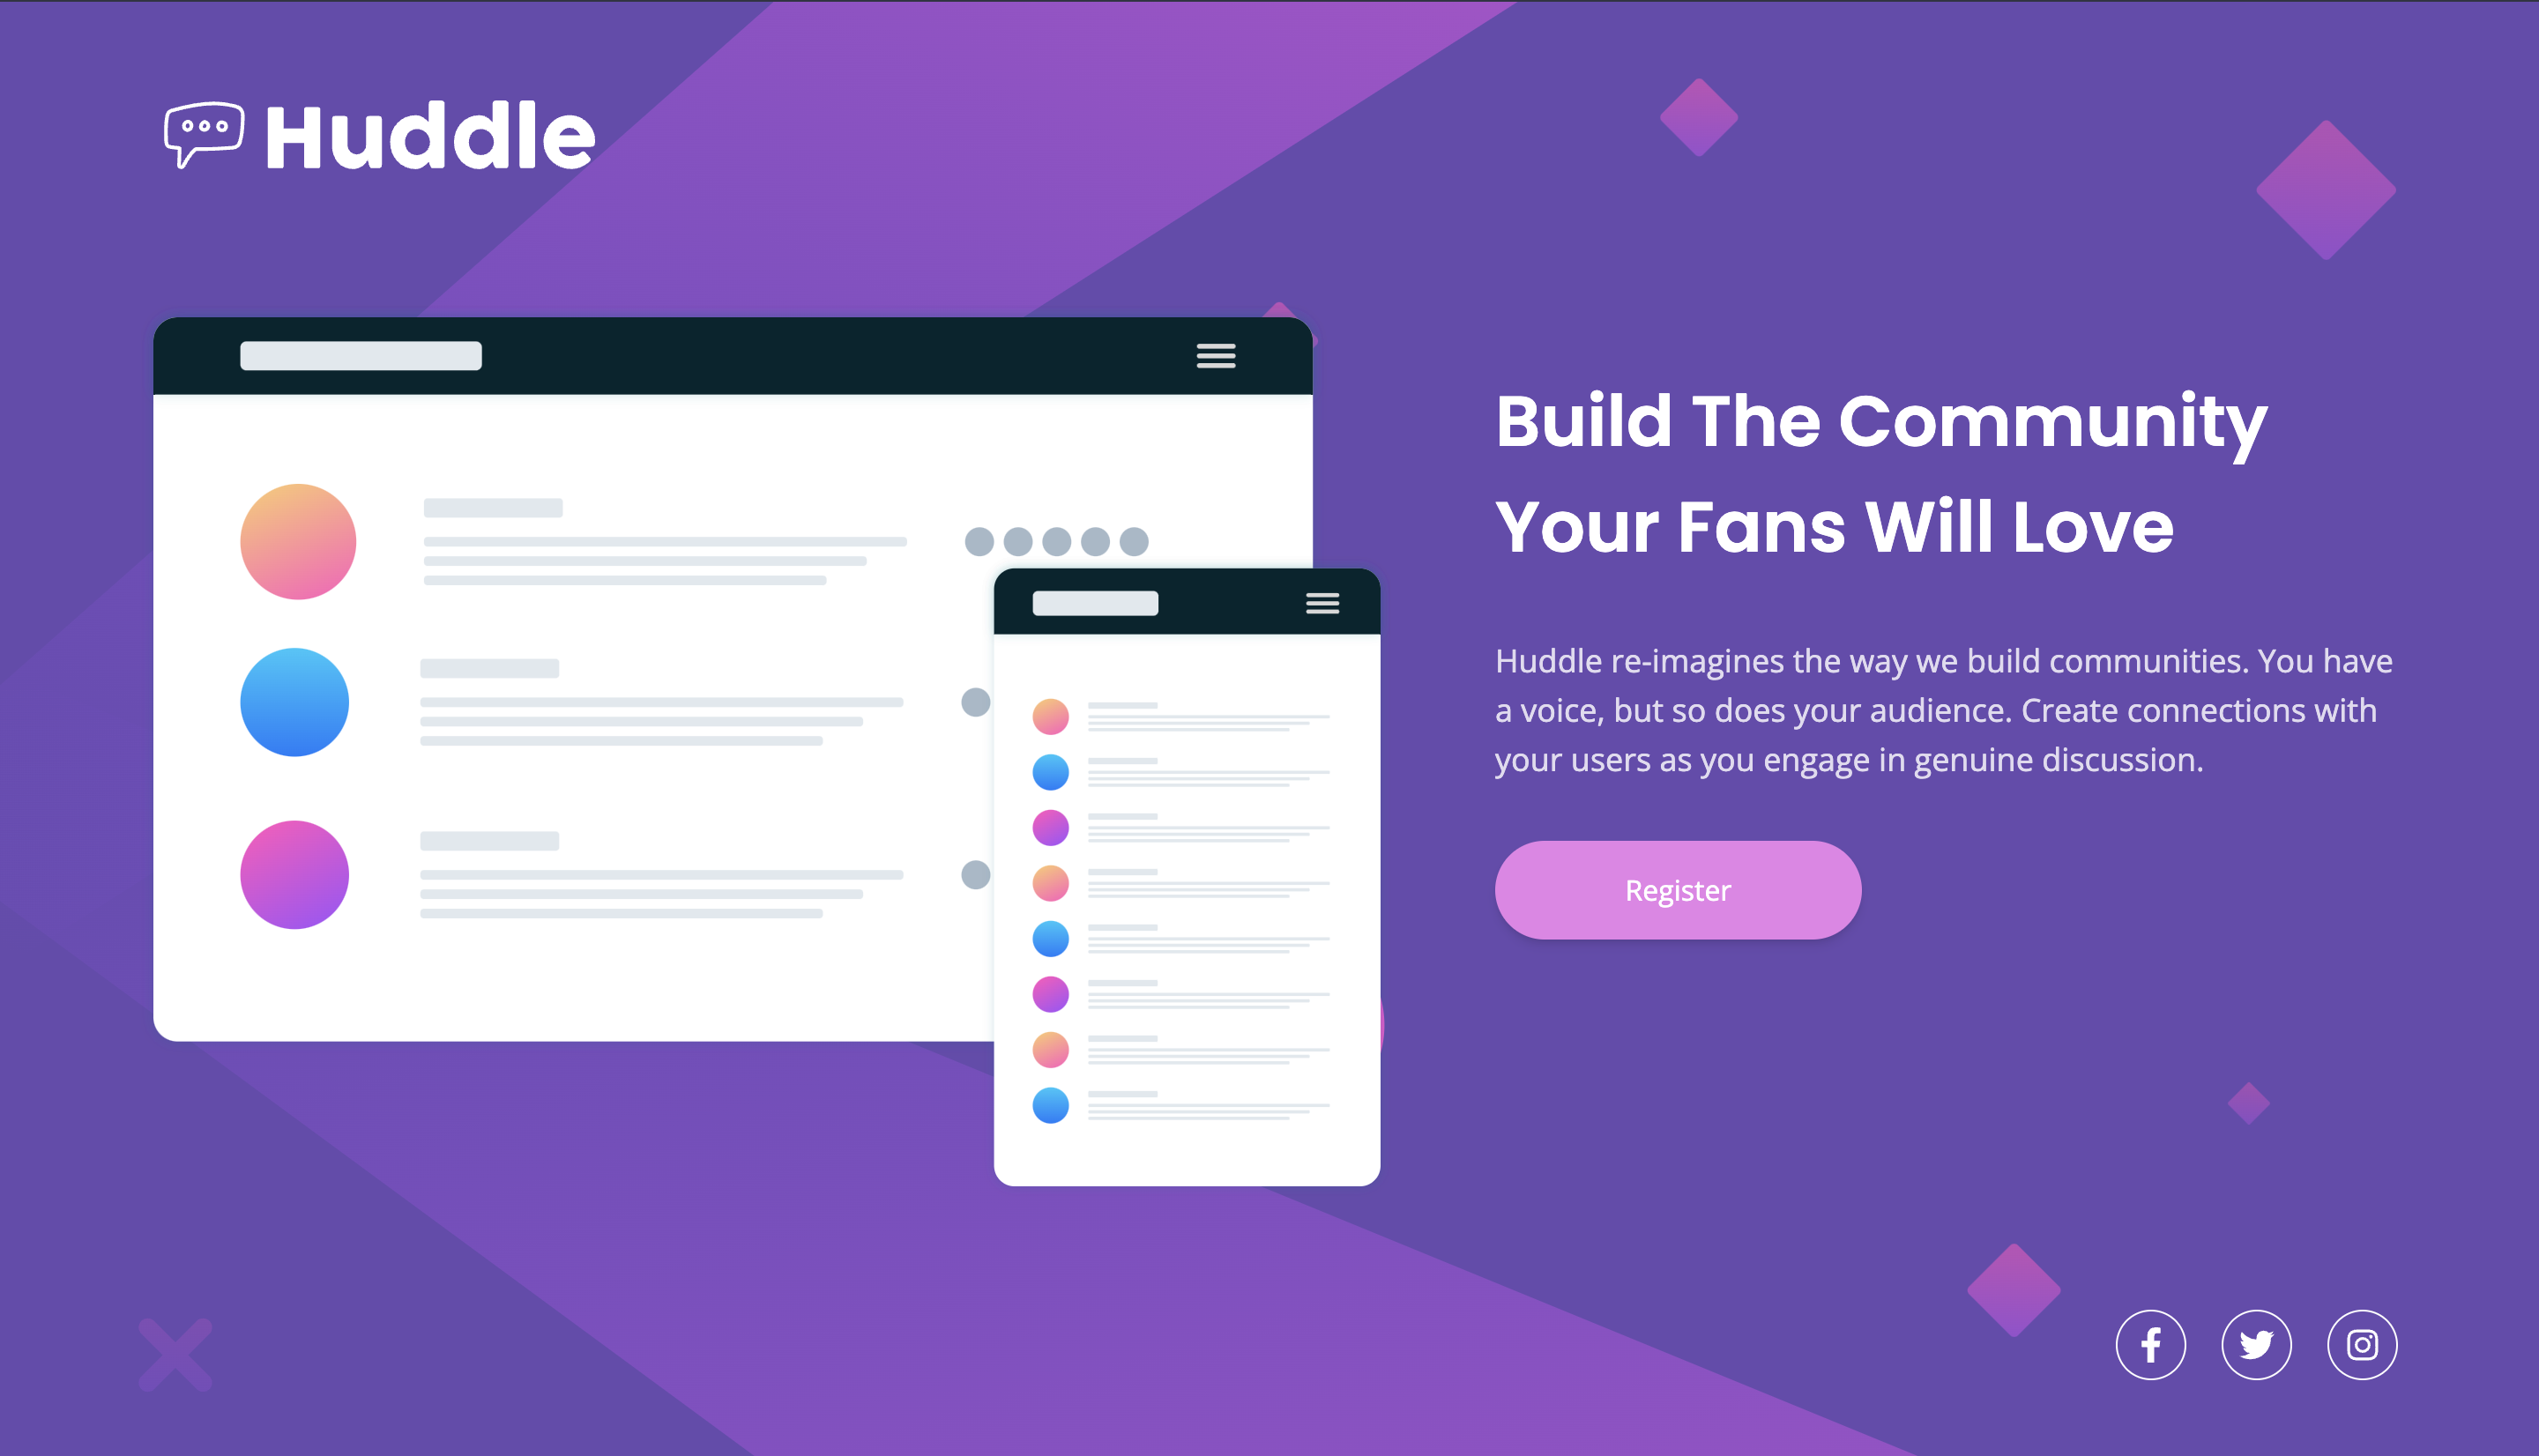 Huddle
Build The Community
Your Fans Will Love
Huddle re-imagines the way we build communities. You have
a voice, but so does your audience. Create connections with
your users as you engage in genuine discussion.
Register